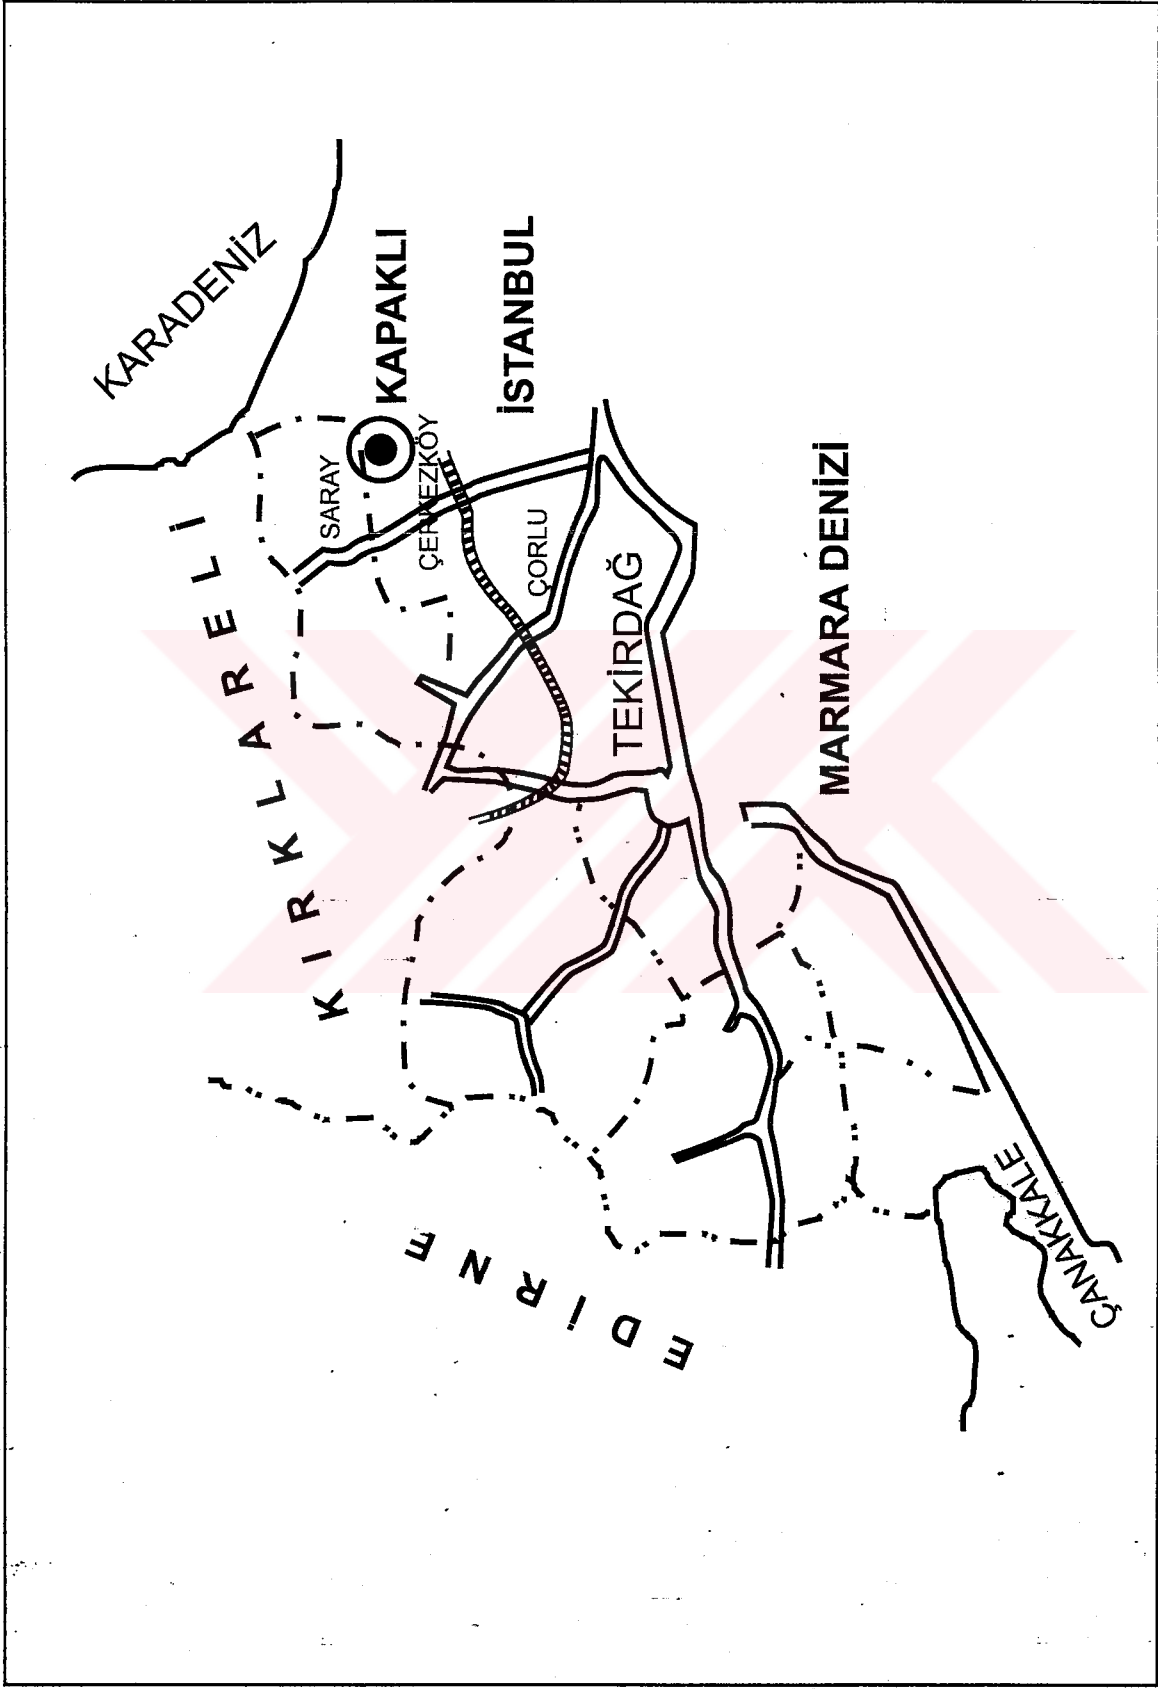 KARADENİZ
KIRKLARELİ
SARAY
KAPAKLI
ÇERKEZKÖY
İSTANBUL
ÇORLU
TEKİRDAĞ
EDİRNE
MARMARA DENİZİ
ÇANAKKALE